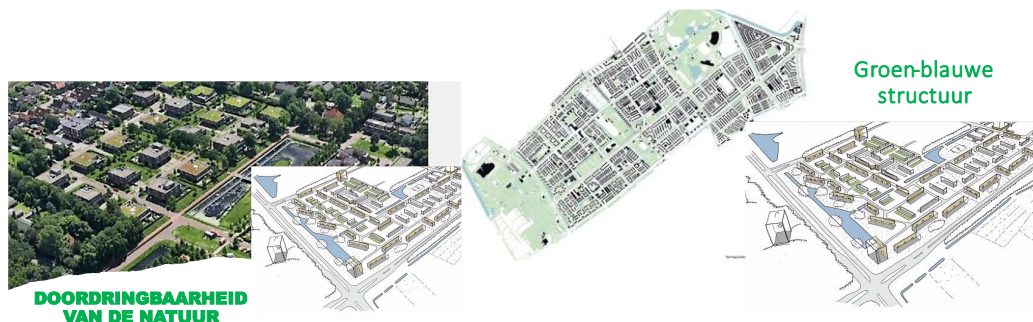 Groen-blauwe
structuur
DOORDRINGBAARHEID
VAN DE NATUUR